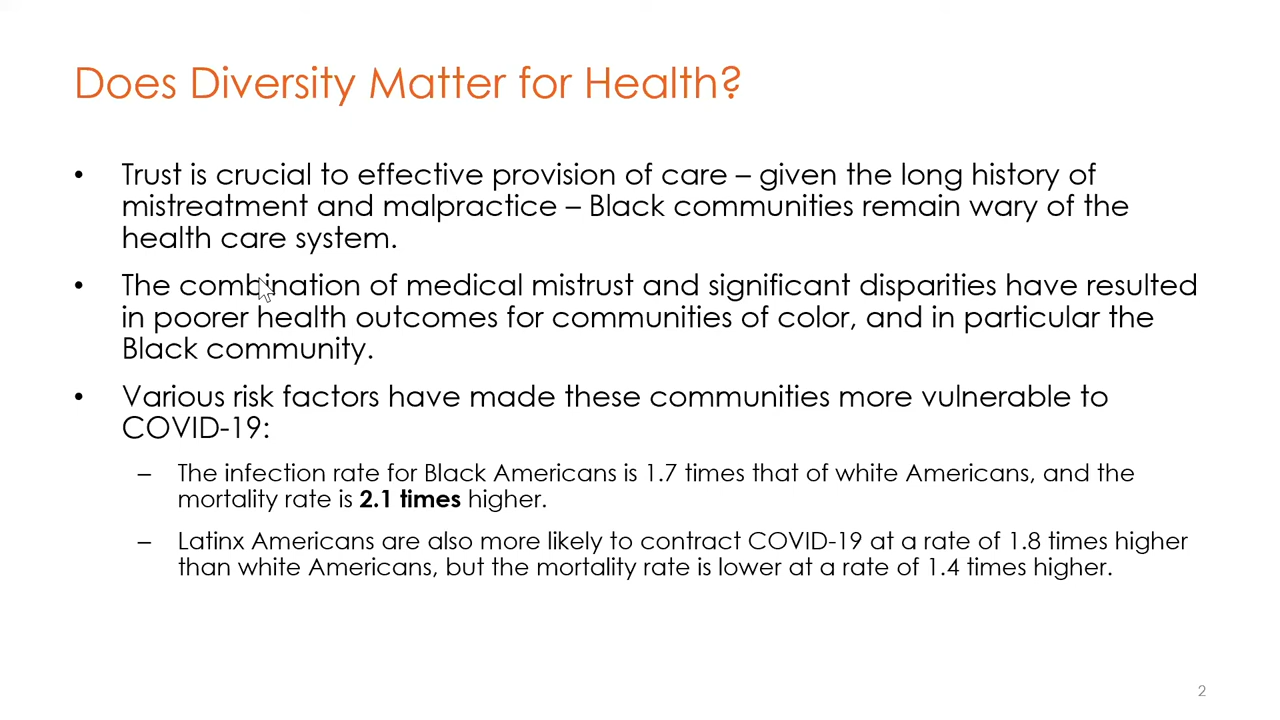 Does Diversity Matter for Health?
• Trust is crucial to effective provision of care – given the long history of
mistreatment and malpractice – Black communities remain wary of the
health care system.
• The combination of medical mistrust and significant disparities have resulted
in poorer health outcomes for communities of color, and in particular the
Black community.
• Various risk factors have made these communities more vulnerable to
COVID-19:
– The infection rate for Black Americans is 1.7 times that of white Americans, and the
mortality rate is 2.1 times higher.
– Latinx Americans are also more likely to contract COVID-19 at a rate of 1.8 times higher
than white Americans, but the mortality rate is lower at a rate of 1.4 times higher.
2